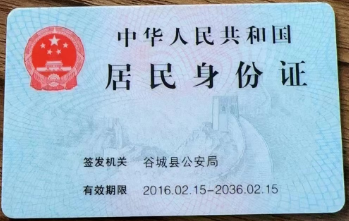 中华人民共和国
居民身份证
签发机关 谷城县公安局
有效期限 2016.02.15-2036.02.15